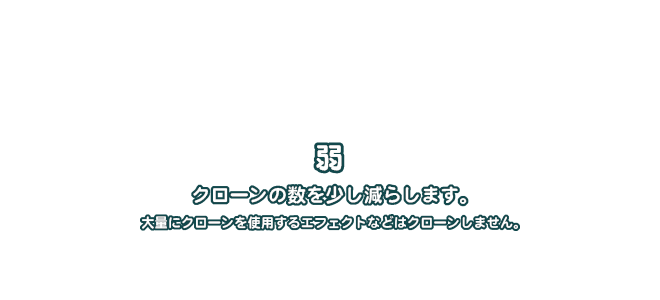 弱
クローンの数を少し減らします。
大量にクローンを使用するエフェクトなどはクローンしません。